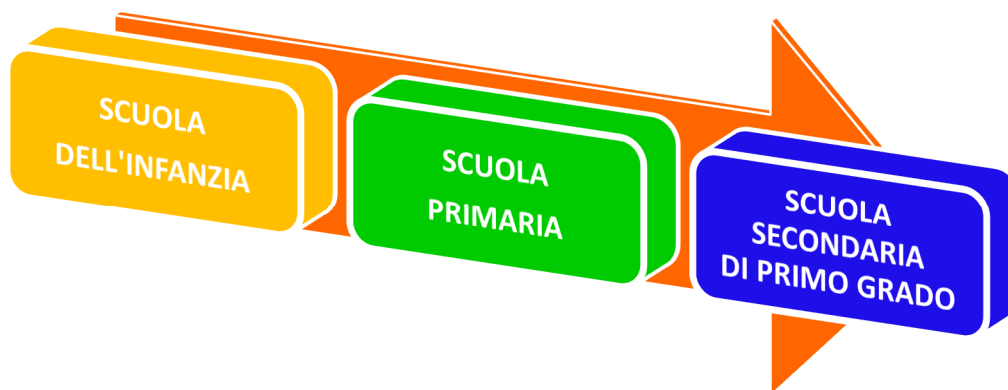 SCUOLA
DELL'INFANZIA
SCUOLA
PRIMARIA
SCUOLA
SECONDARIA
DI PRIMO GRADO